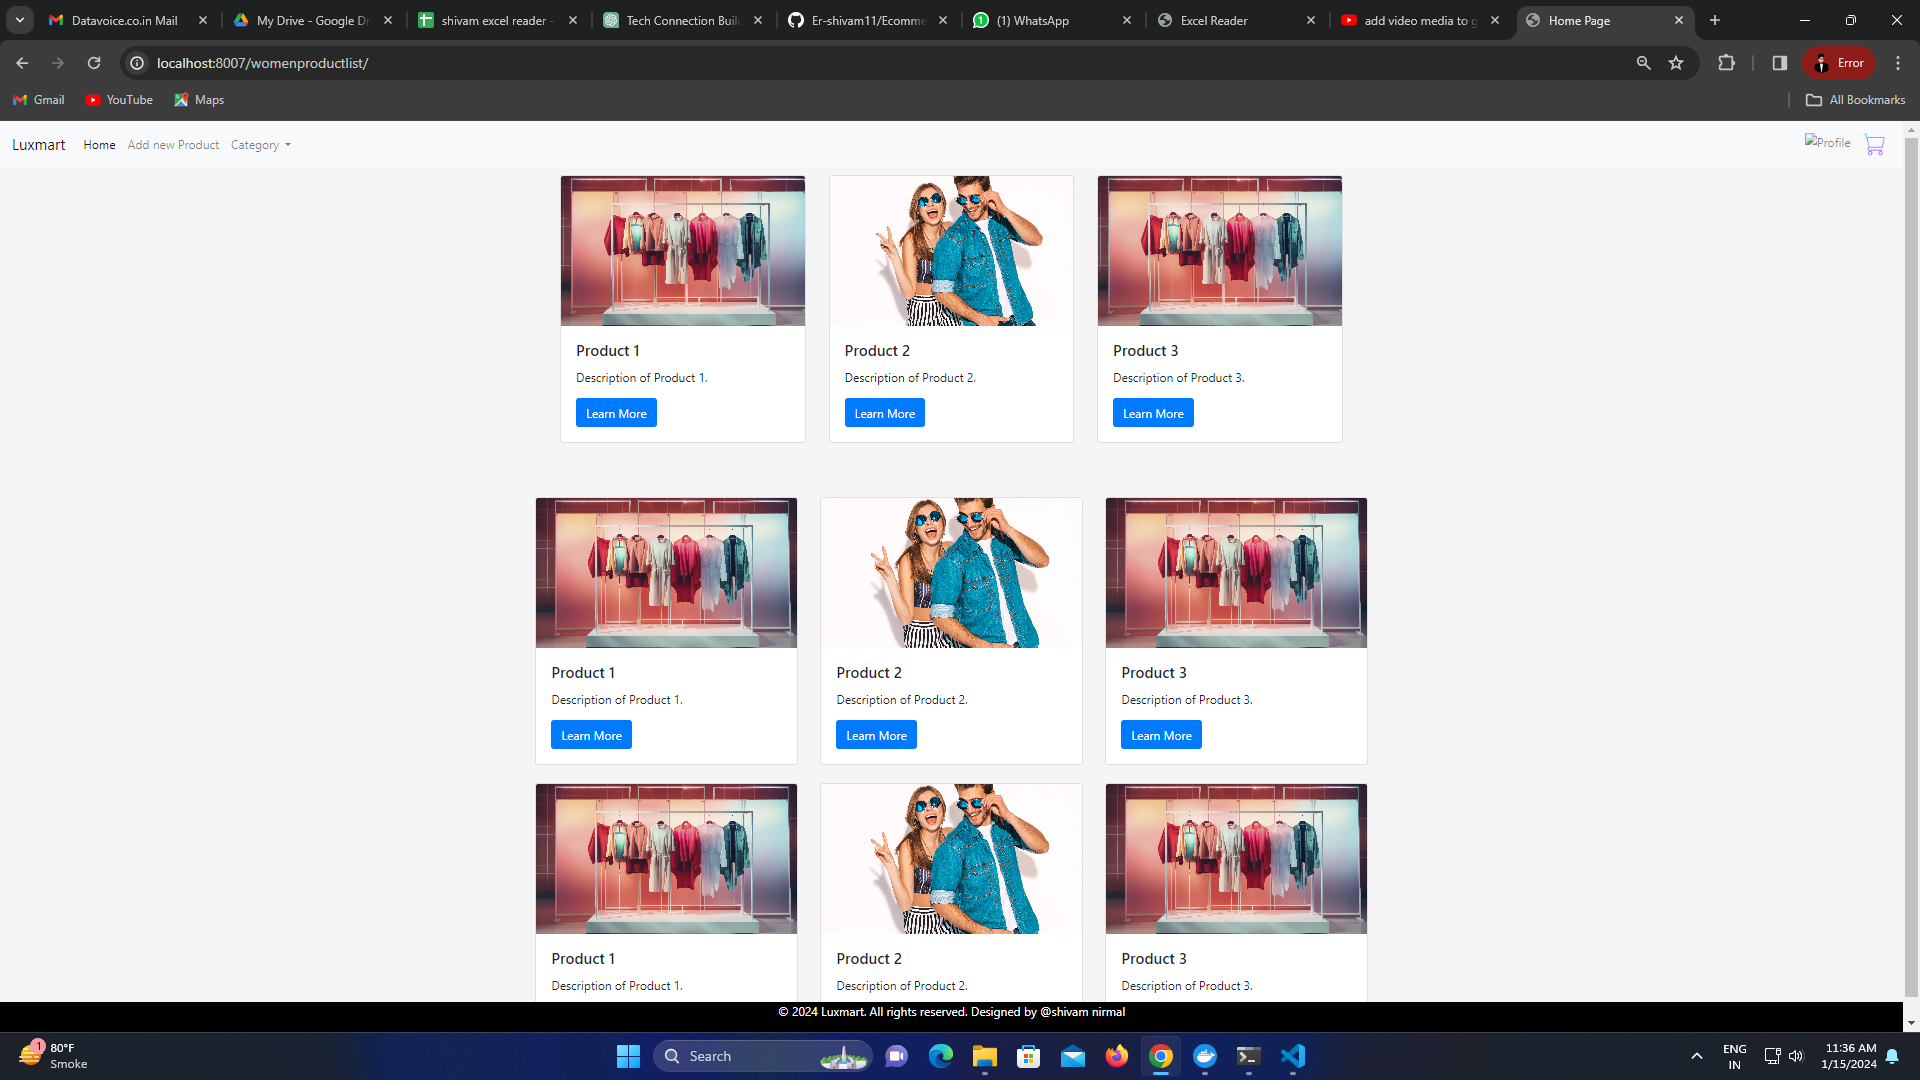 Datavoice.co.in Mail
My Drive - Google Dr
shivam excel reader -
Tech Connection Buil
Er-shivam11/Ecomme
(1) WhatsApp
Excel Reader
add video media to g
Home Page
localhost:8007/womenproductlist/
Error
Gmail YouTube Maps
All Bookmarks
Luxmart Home Add new Product Category
Profile
Product 1 Product 2 Product 3
Description of Product 1. Description of Product 2. Description of Product 3.
Learn More Learn More Learn More
Product 1 Product 2 Product 3
Description of Product 1. Description of Product 2. Description of Product 3.
Learn More Learn More Learn More
Product 1 Product 2 Product 3
Description of Product 1. Description of Product 2. Description of Product 3.
© 2024 Luxmart. All rights reserved. Designed by @shivam nirmal
1
80°F
Smoke
Search
ENG
IN
11:36 AM
1/15/2024